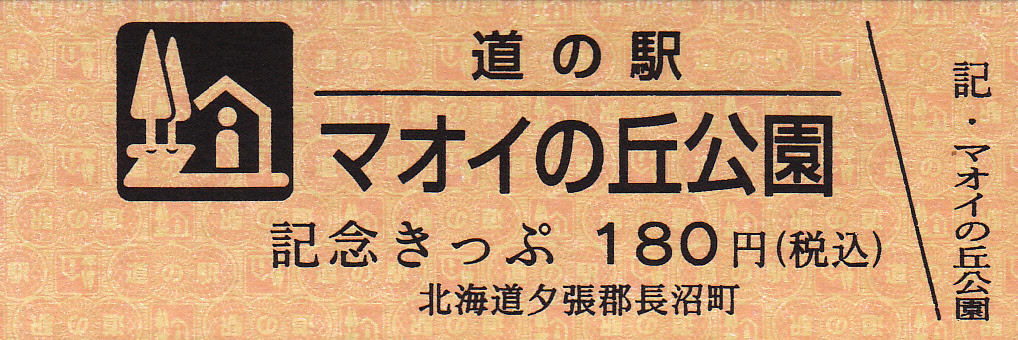 道の駅
マオイの丘公園
記念きっぷ 180円(税込)
北海道夕張郡長沼町
記・マオイの丘公園